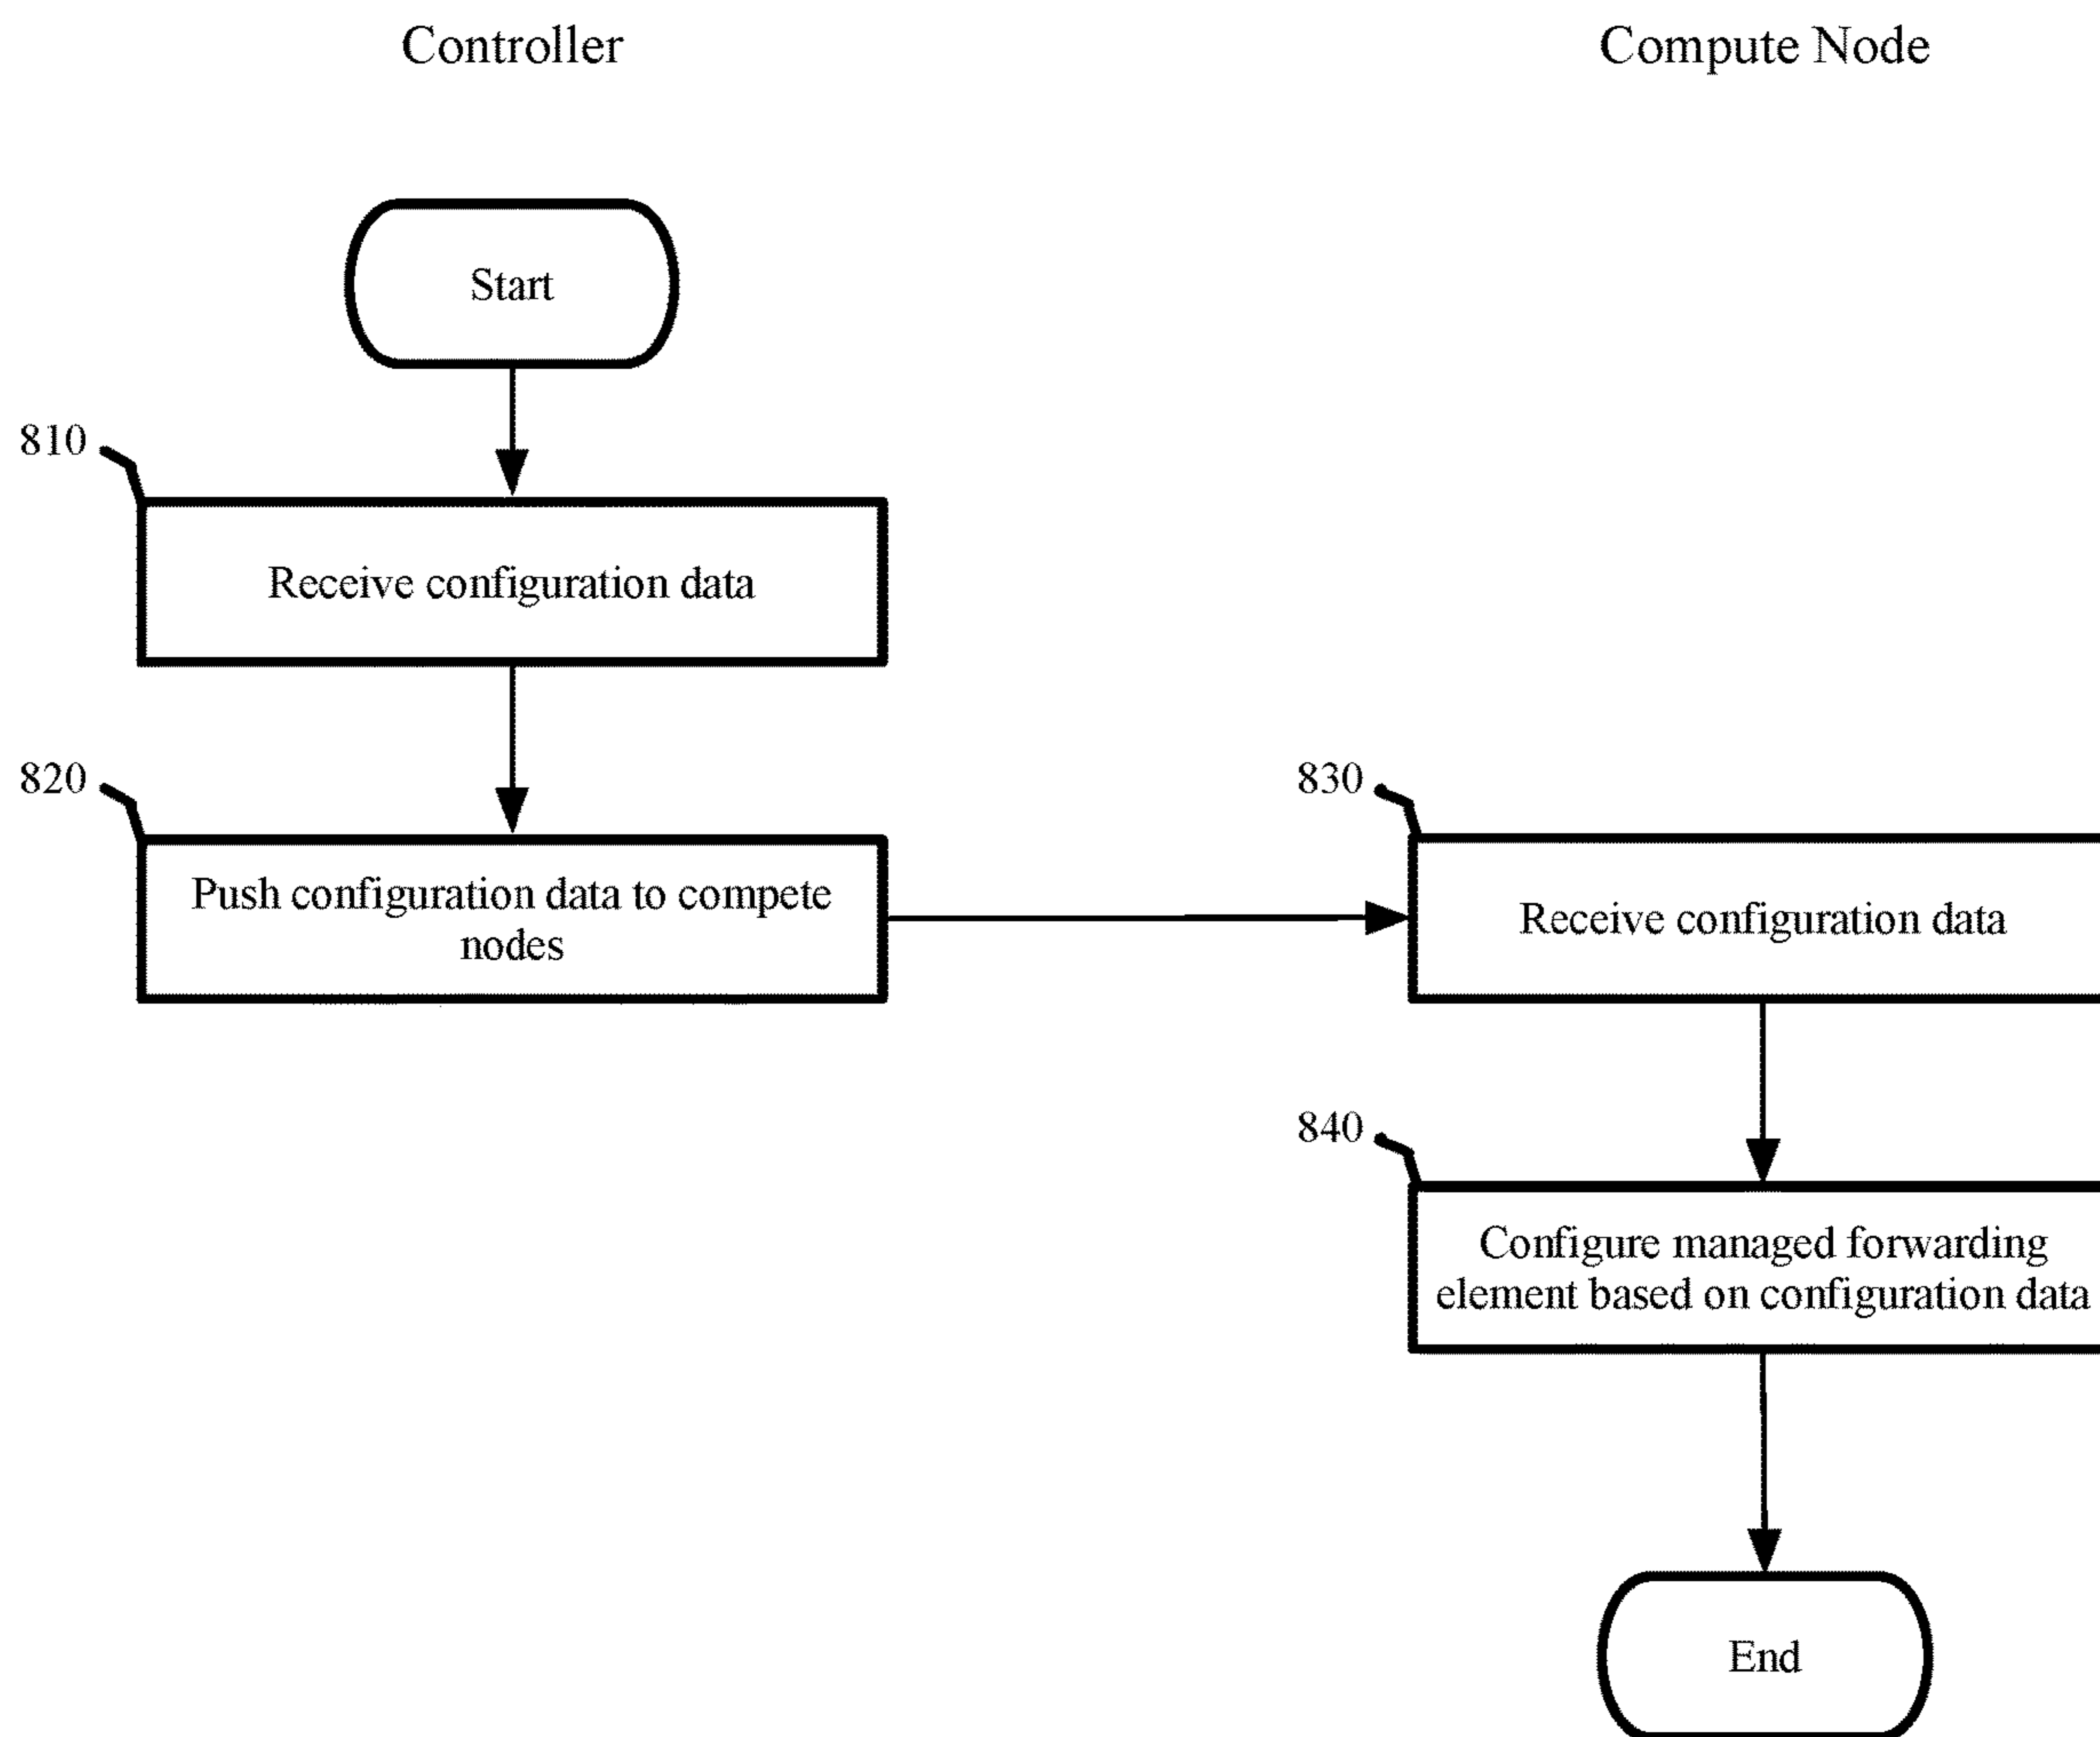 Controller
Compute Node
Start
810
Receive configuration data
820
Push configuration data to compete
nodes
830
Receive configuration data
840
Configure managed forwarding
element based on configuration data
End